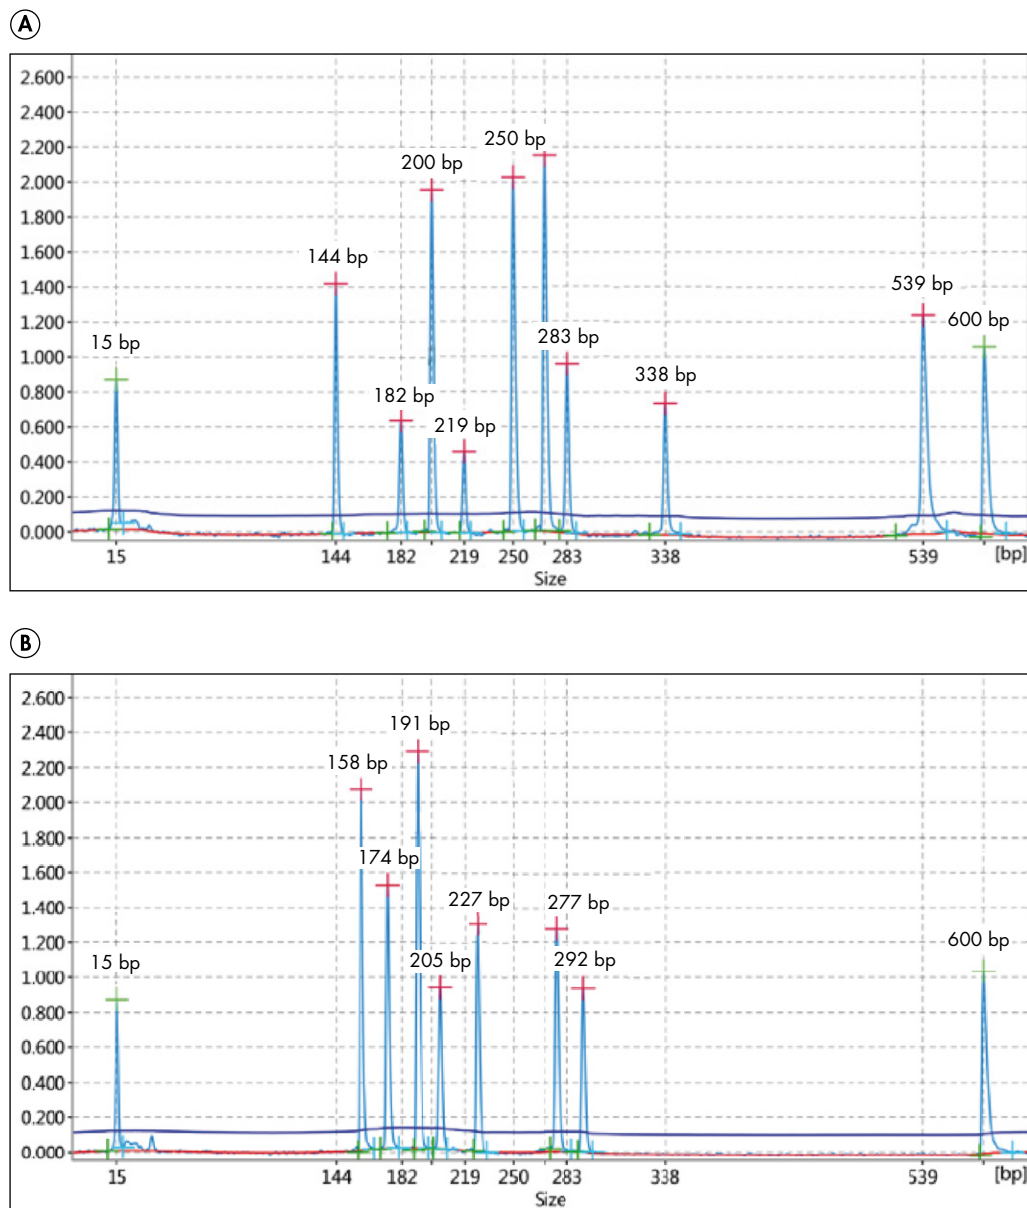 A
2.600
2.400
2.200
2.000
1.800
1.600
1.400
1.200
1.000
0.800
0.600
0.400
0.200
0.000
15 bp
144 bp
182 bp
200 bp
219 bp
250 bp
283 bp
338 bp
539 bp
600 bp
15 144 182 219 250 283 338 539 [bp]
Size
B
2.600
2.400
2.200
2.000
1.800
1.600
1.400
1.200
1.000
0.800
0.600
0.400
0.200
0.000
15 bp
158 bp
174 bp
191 bp
205 bp
227 bp
277 bp
292 bp
600 bp
15 144 182 219 250 283 338 539 [bp]
Size